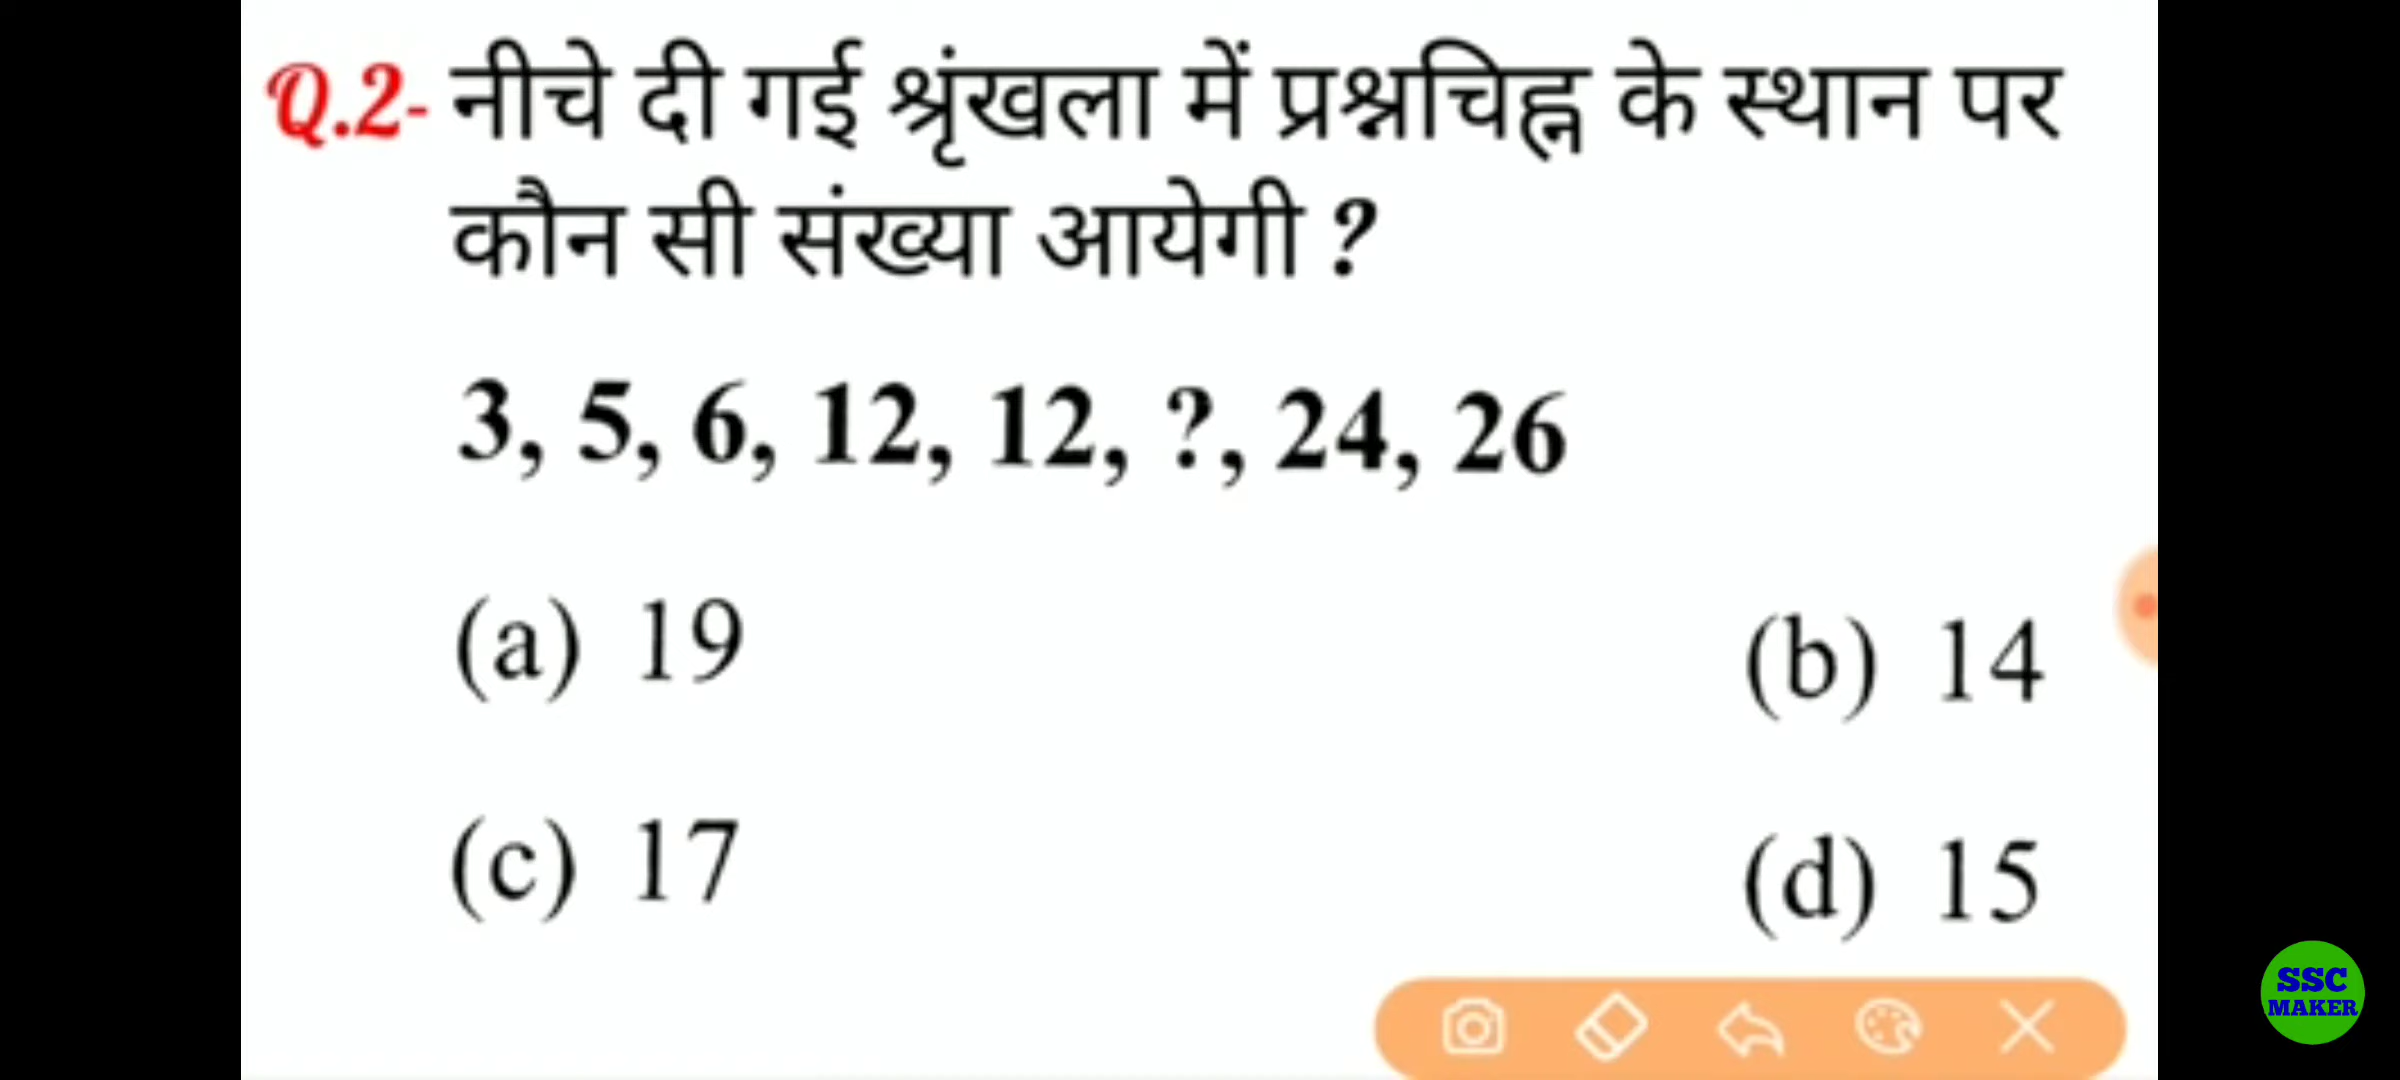 Q.2- नीचे दी गई श्रृंखला में प्रश्नचिह्न के स्थान पर
कौन सी संख्या आयेगी ?
3, 5, 6, 12, 12, ?, 24, 26
(a) 19 (b) 14
(c) 17 (d) 15
SSC
MAKER